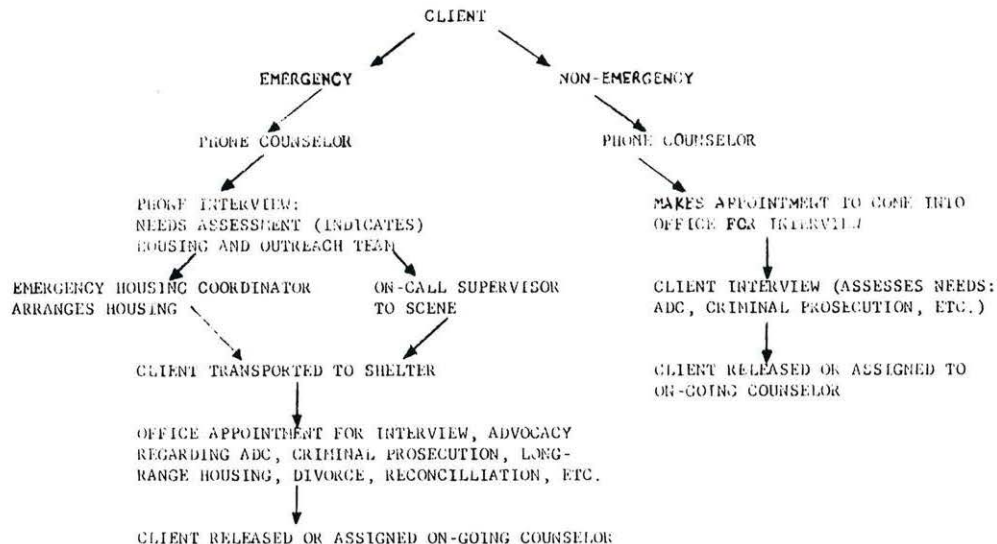 CLIENT
EMERGENCY
NON-EMERGENCY
PHONE COUNSELOR
PHONE COUNSELOR
PHONE INTERVIEW:
NEEDS ASSESSMENT (INDICATES)
HOUSING AND OUTREACH TEAM
MAKES APPOINTMENT TO COME INTO
OFFICE FOR INTERVIEW
EMERGENCY HOUSING COORDINATOR
ARRANGES HOUSING
ON-CALL SUPERVISOR
TO SCENE
CLIENT INTERVIEW (ASSESSES NEEDS:
ADC, CRIMINAL PROSECUTION, ETC.)
CLIENT TRANSPORTED TO SHELTER
CLIENT RELEASED OR ASSIGNED TO
ON-GOING COUNSELOR
OFFICE APPOINTMENT FOR INTERVIEW, ADVOCACY
REGARDING ADC, CRIMINAL PROSECUTION, LONG-
RANGE HOUSING, DIVORCE, RECONCILLIATION, ETC.
CLIENT RELEASED OR ASSIGNED ON-GOING COUNSELOR